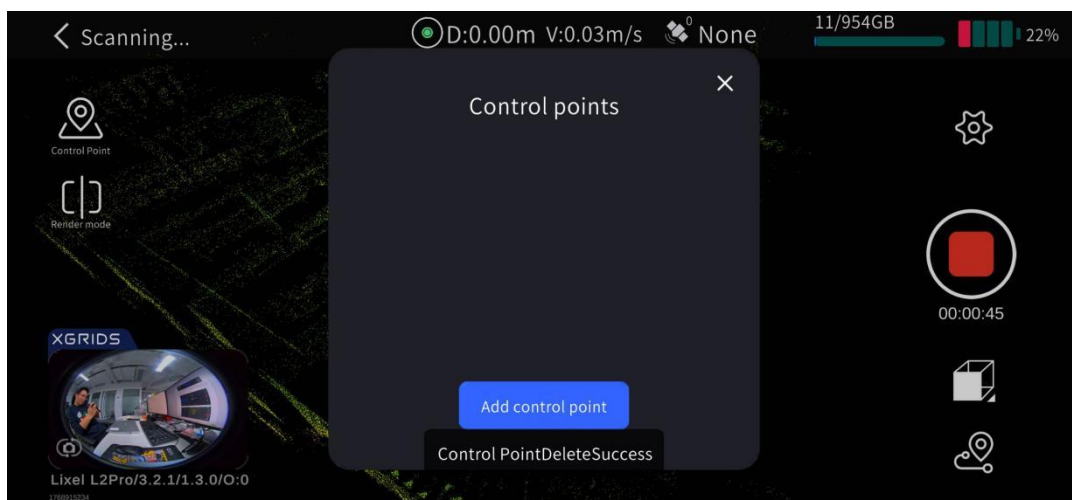 Scanning...
D:0.00m V:0.03m/s
0
None
11/954GB
22%
Control points
Control Point
Render mode
00:00:45
XGRIDS
Add control point
Control PointDeleteSuccess
Lixel L2Pro/3.2.1/1.3.0/O:0
1768915234